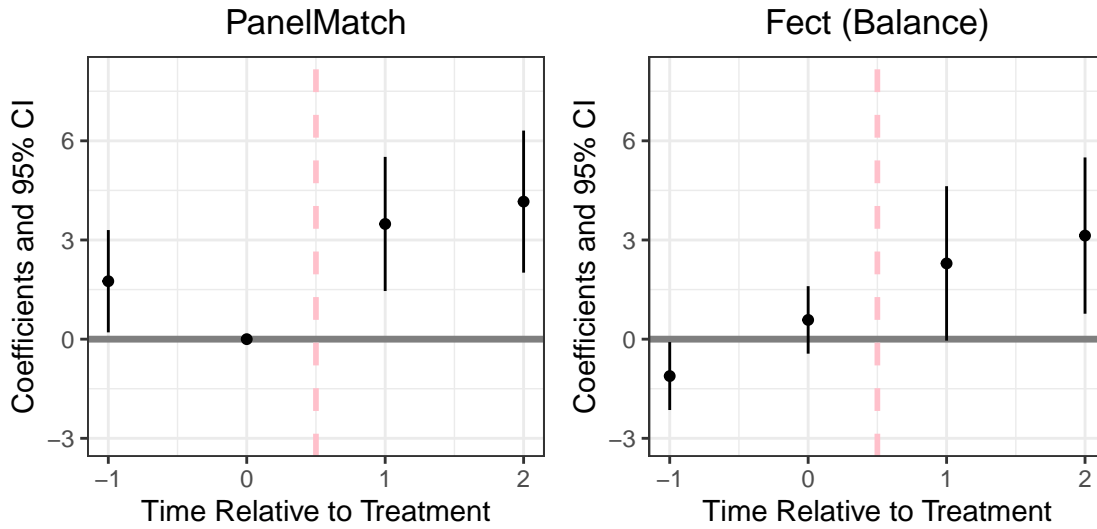 PanelMatch
Coefficients and 95% CI
6
3
0
−3
−1
0
1
2
Time Relative to Treatment
Fect (Balance)
Coefficients and 95% CI
6
3
0
−3
−1
0
1
2
Time Relative to Treatment